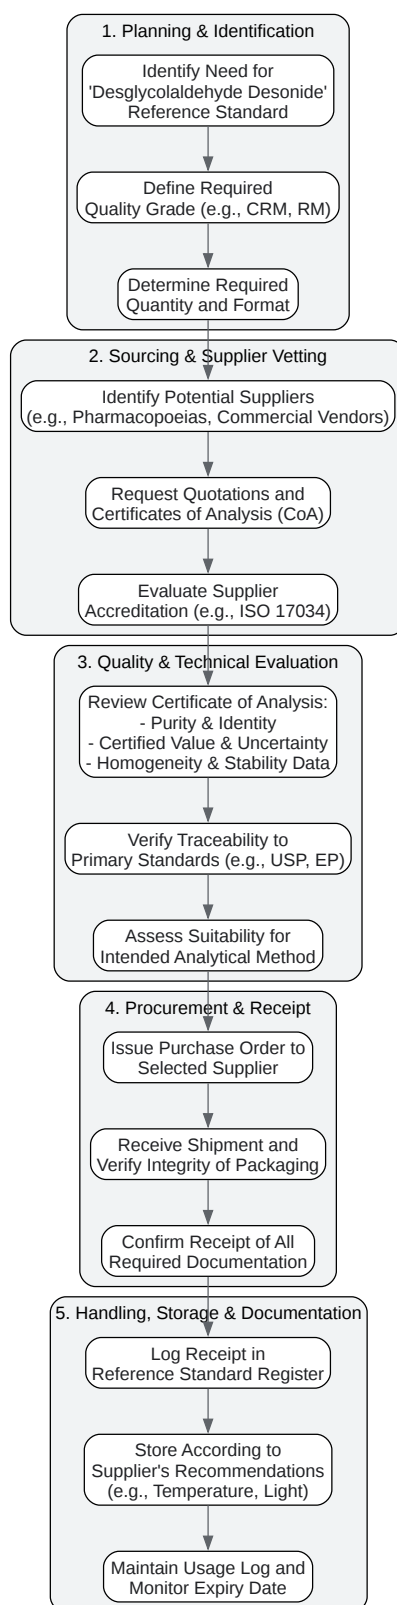 1. Planning & Identification
Identify Need for
'Desglycolaldehyde Desonide'
Reference Standard
Define Required
Quality Grade (e.g., CRM, RM)
Determine Required
Quantity and Format
2. Sourcing & Supplier Vetting
Identify Potential Suppliers
(e.g., Pharmacopoeias, Commercial Vendors)
Request Quotations and
Certificates of Analysis (CoA)
Evaluate Supplier
Accreditation (e.g., ISO 17034)
3. Quality & Technical Evaluation
Review Certificate of Analysis:
- Purity & Identity
- Certified Value & Uncertainty
- Homogeneity & Stability Data
Verify Traceability to
Primary Standards (e.g., USP, EP)
Assess Suitability for
Intended Analytical Method
4. Procurement & Receipt
Issue Purchase Order to
Selected Supplier
Receive Shipment and
Verify Integrity of Packaging
Confirm Receipt of All
Required Documentation
5. Handling, Storage & Documentation
Log Receipt in
Reference Standard Register
Store According to
Supplier's Recommendations
(e.g., Temperature, Light)
Maintain Usage Log and
Monitor Expiry Date